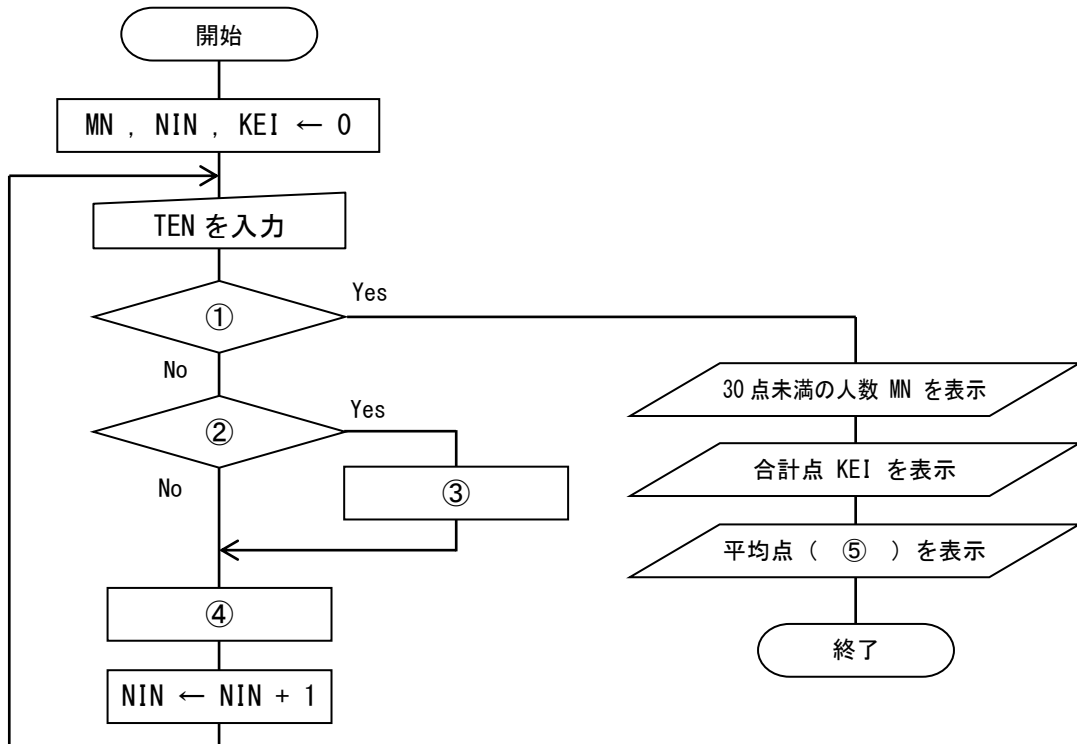 開始
MN , NIN , KEI ← 0
TEN を入力
①
Yes
No
②
Yes
No
③
④
NIN ← NIN + 1
30 点未満の人数 MN を表示
合計点 KEI を表示
平均点 ( ⑤ ) を表示
終了